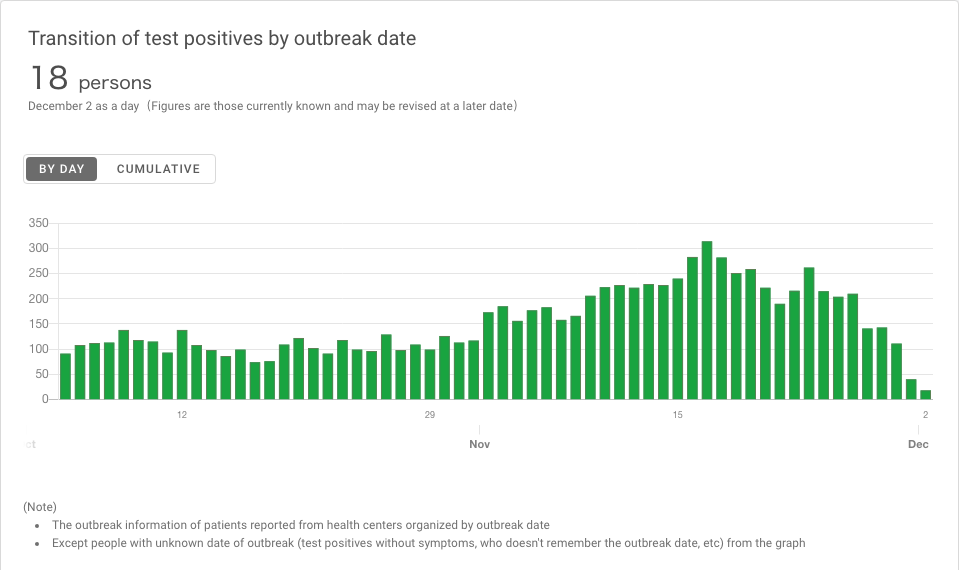 Transition of test positives by outbreak date
18 persons
December 2 as a day（Figures are those currently known and may be revised at a later date）
BY DAY CUMULATIVE
350
300
250
200
150
100
50
0
12 29 15 2
ct Nov Dec
(Note)
• The outbreak information of patients reported from health centers organized by outbreak date
• Except people with unknown date of outbreak (test positives without symptoms, who doesn't remember the outbreak date, etc) from the graph